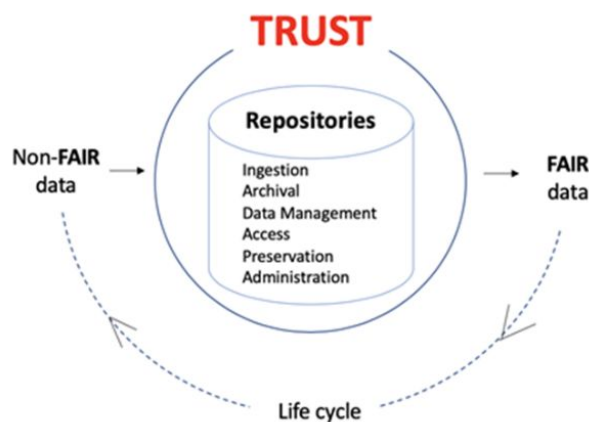 TRUST
Repositories
Ingestion
Archival
Data Management
Access
Preservation
Administration
Non-FAIR
data
FAIR
data
Life cycle